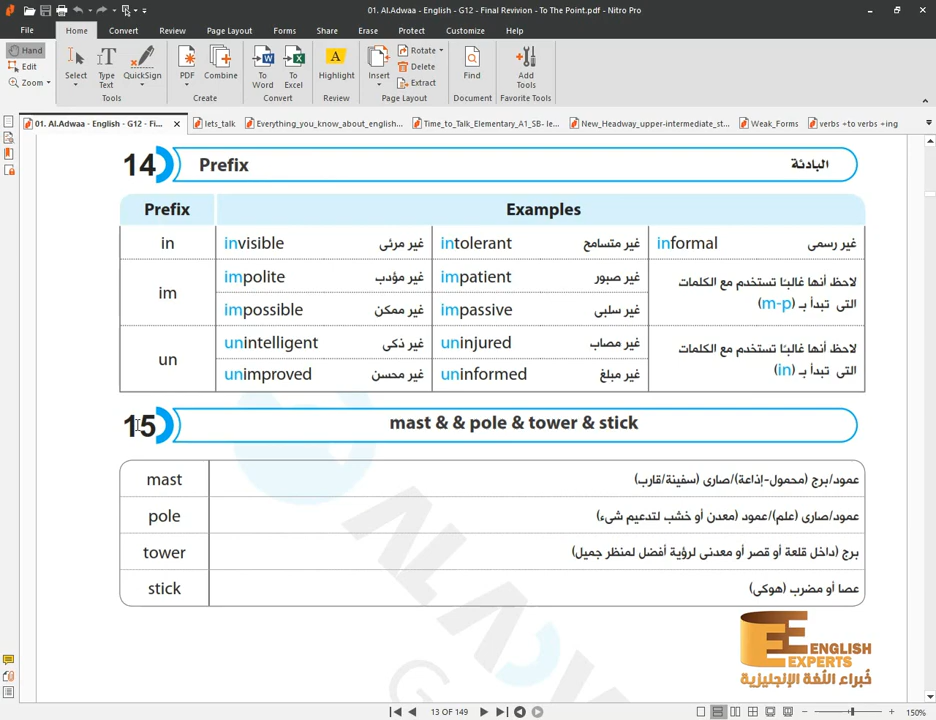 01. Al.Adwaa - English - G12 - Final Revivion - To The Point.pdf - Nitro Pro
File Home Convert Review Page Layout Forms Share Erase Protect Customize Help
Hand Edit Zoom
Select Type Text QuickSign PDF Combine To Word To Excel Highlight Insert Rotate Delete Extract Find Add Tools
Tools Create Convert Review Page Layout Document Favorite Tools
01. Al.Adwaa - English - G12 - Fi... lets_talk Everything_you_know_about_english... Time_to_Talk_Elementary_A1_SB- le... New_Headway_upper-intermediate_st... Weak_Forms verbs +to verbs +ing
14 Prefix البادئة
Prefix Examples
in invisible غير مرئى intolerant غير متسامح informal غير رسمى
im impolite غير مؤدب impatient غير صبور لاحظ أنها غالبًا تستخدم مع الكلمات
impossible غير ممكن impassive غير سلبى التى تبدأ بـ (m-p)
un unintelligent غير ذكى uninjured غير مصاب لاحظ أنها غالبًا تستخدم مع الكلمات
unimproved غير محسن uninformed غير مبلغ التى تبدأ بـ (in)
15 mast & & pole & tower & stick
mast عمود/برج (محمول-إذاعة)/صارى (سفينة/قارب)
pole عمود/صارى (علم)/عمود (معدن أو خشب لتدعيم شىء)
tower برج (داخل قلعة أو قصر أو معدنى لرؤية أفضل لمنظر جميل)
stick عصا أو مضرب (هوكى)
ALADW
G
ENGLISH
EXPERTS
خُبراء اللُغة الإنجليزية
13 OF 149 150%